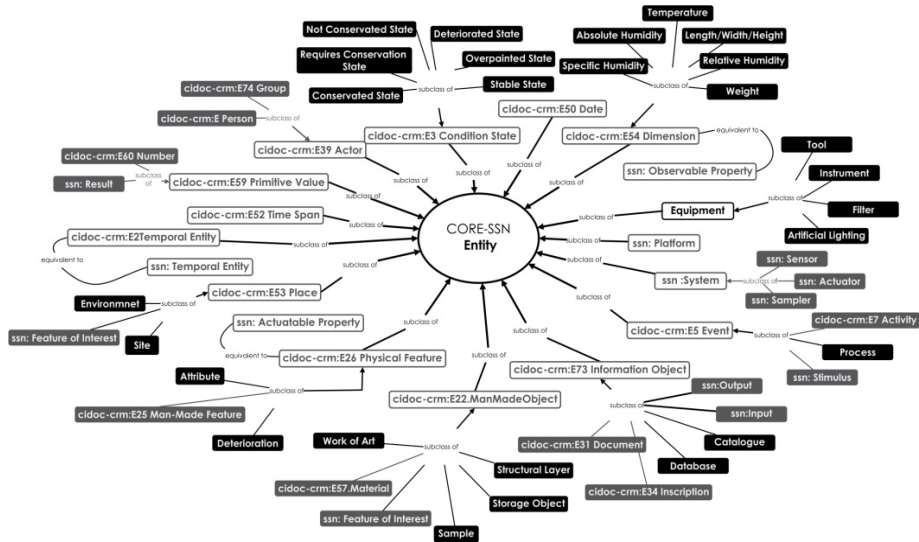 Temperature
Not Conservated State
Deteriorated State
Absolute Humidity
Length/Width/Height
Requires Conservation
State
Overpainted State
Specific Humidity
Relative Humidity
Conservated State
subclass of
Stable State
subclass of
Weight
cidoc-crm:E74 Group
subclass of
cidoc-crm:E Person
cidoc-crm:E50 Date
cidoc-crm:E3 Condition State
cidoc-crm:E54 Dimension
equivalent to
cidoc-crm:E39 Actor
Tool
cidoc-crm:E60 Number
subclass of
subclass of
subclass of
subclass of
ssn: Observable Property
Instrument
ssn: Result
subclass
of
cidoc-crm:E59 Primitive Value
subclass of
subclass of
Equipment
subclass of
Filter
cidoc-crm:E52 Time Span
subclass of
CORE-SSN
Entity
subclass of
Artificial Lighting
cidoc-crm:E2Temporal Entity
subclass of
subclass of
ssn: Platform
equivalent to
ssn: Temporal Entity
subclass of
subclass of
ssn: Sensor
ssn :System
subclass of
ssn: Actuator
Environmnet
subclass of
cidoc-crm:E53 Place
subclass of
ssn: Sampler
ssn: Feature of Interest
Site
ssn: Actuatable Property
subclass of
subclass of
cidoc-crm:E5 Event
cidoc-crm:E7 Activity
subclass of
equivalent to
cidoc-crm:E26 Physical Feature
subclass of
subclass of
Process
Attribute
cidoc-crm:E73 Information Object
ssn: Stimulus
subclass of
cidoc-crm:E25 Man-Made Feature
cidoc-crm:E22.ManMadeObject
ssn:Output
subclass of
ssn:Input
Deterioration
Work of Art
subclass of
cidoc-crm:E31 Document
Catalogue
Structural Layer
Database
cidoc-crm:E57.Material
cidoc-crm:E34 Inscription
Storage Object
ssn: Feature of Interest
Sample